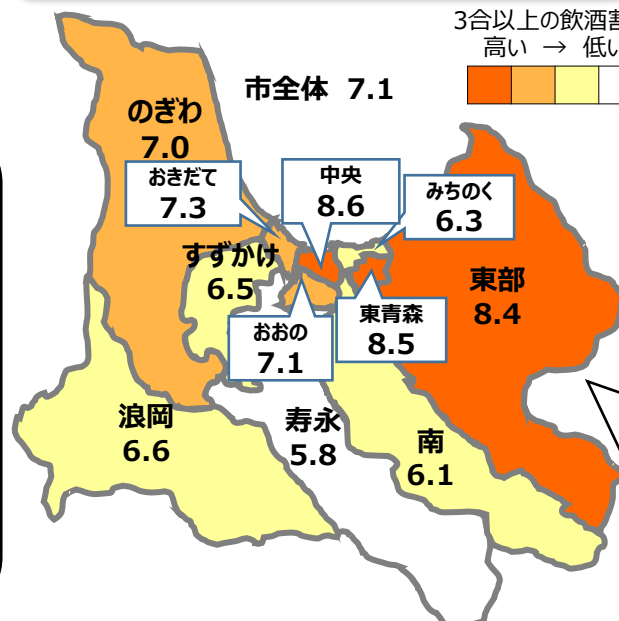 3合以上の飲酒割
高い → 低い
市全体 7.1
のぎわ
7.0
おきだて
7.3
中央
8.6
みちのく
6.3
すずかけ
6.5
東部
8.4
おおの
7.1
東青森
8.5
浪岡
6.6
寿永
5.8
南
6.1